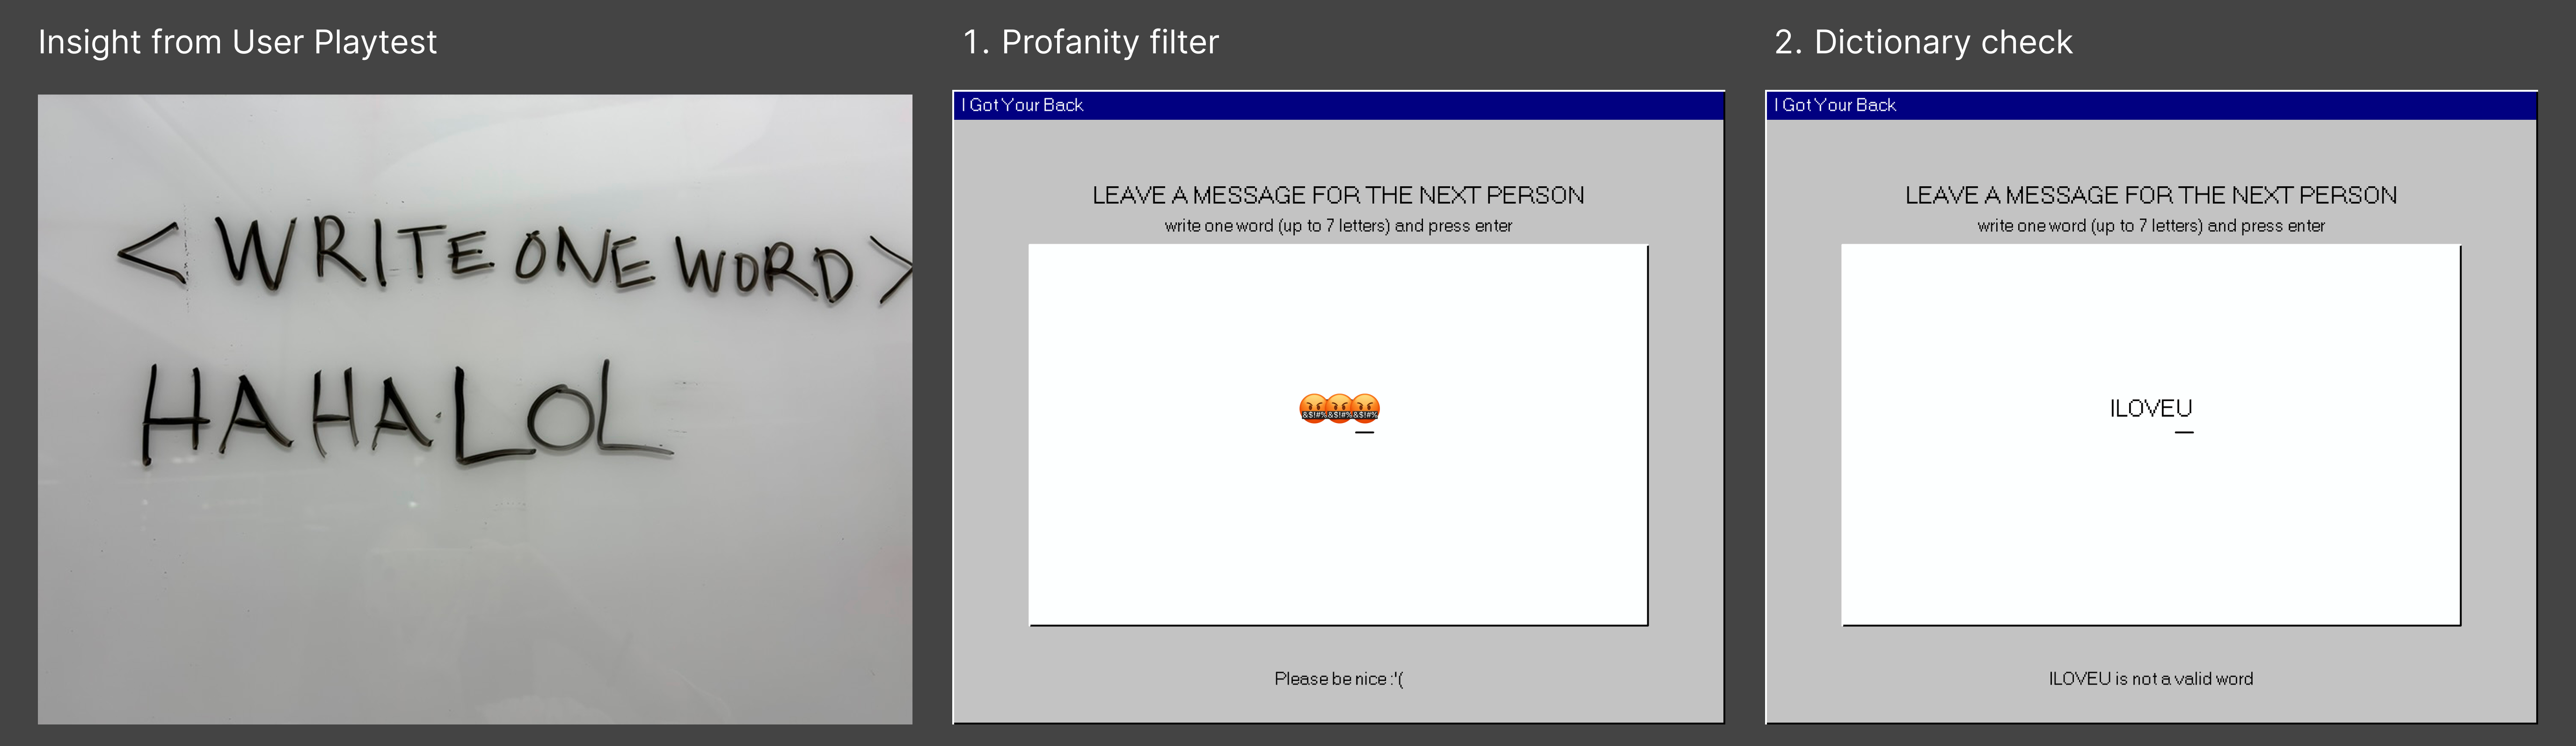 Insight from User Playtest
<WRITE ONE WORD>
HAHALOL
1. Profanity filter
I Got Your Back
LEAVE A MESSAGE FOR THE NEXT PERSON
write one word (up to 7 letters) and press enter
&$!#%&$!#%&$!#%
Please be nice :'(
2. Dictionary check
I Got Your Back
LEAVE A MESSAGE FOR THE NEXT PERSON
write one word (up to 7 letters) and press enter
ILOVEU
ILOVEU is not a valid word